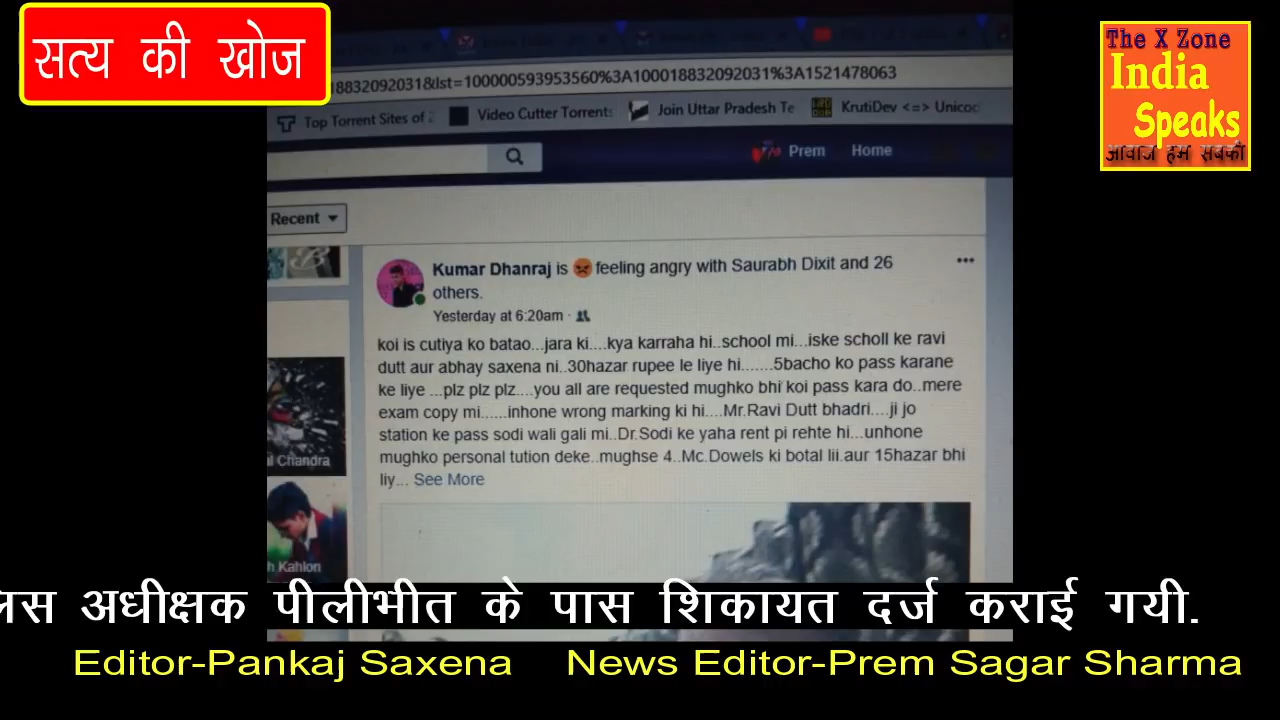 सत्य की खोज
The X Zone
India
Speaks
आवाज हम सबकी
18832092031&lst=100000593953560%3A100018832092031%3A1521478063
Top Torrent Sites of 2 Video Cutter Torrents Join Uttar Pradesh Te KrutiDev <=> Unicod
Prem Home
Recent
Kumar Dhanraj is feeling angry with Saurabh Dixit and 26
others.
Yesterday at 6:20am ·
koi is cutiya ko batao...jara ki....kya karraha hi..school mi...iske scholl ke ravi
dutt aur abhay saxena ni..30hazar rupee le liye hi.......5bacho ko pass karane
ke liye ...plz plz plz....you all are requested mughko bhi koi pass kara do..mere
exam copy mi......inhone wrong marking ki hi....Mr.Ravi Dutt bhadri....ji jo
station ke pass sodi wali gali mi..Dr.Sodi ke yaha rent pi rehte hi...unhone
mughko personal tution deke..mughse 4..Mc.Dowels ki botal lii.aur 15hazar bhi
liy... See More
l Chandra
h Kahlon
लिस अधीक्षक पीलीभीत के पास शिकायत दर्ज कराई गयी.
Editor-Pankaj Saxena News Editor-Prem Sagar Sharma